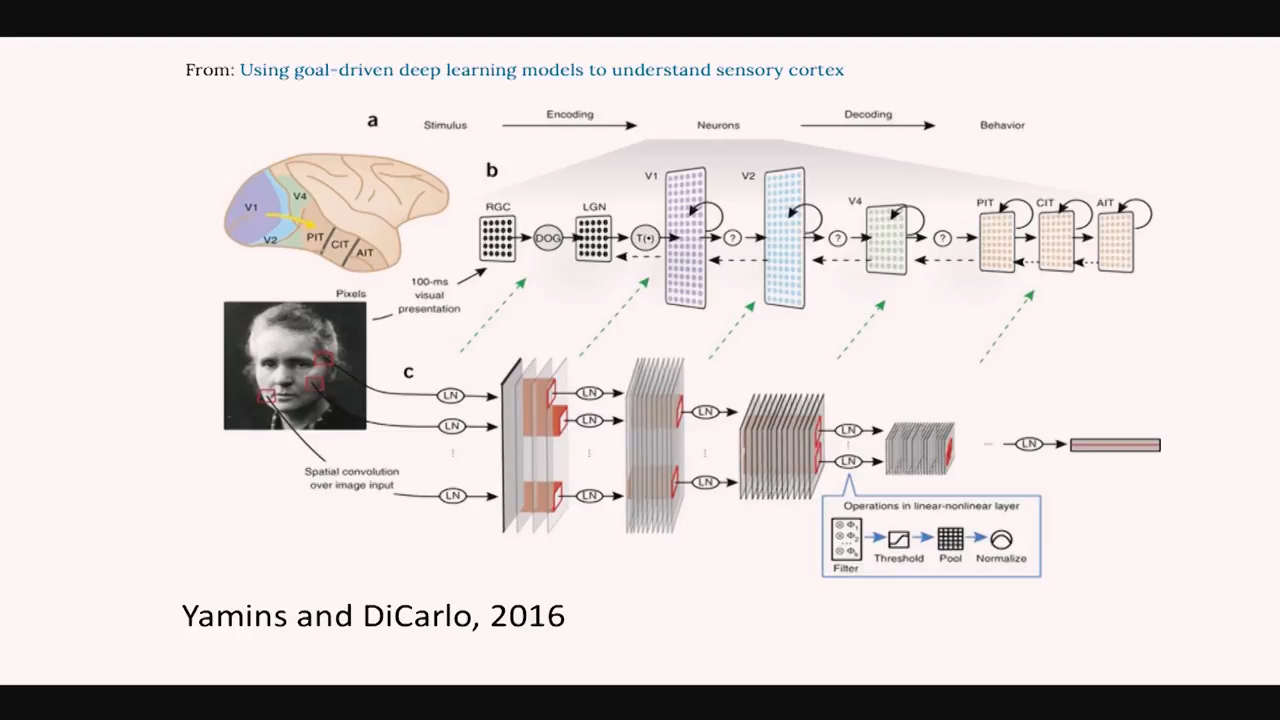 From: Using goal-driven deep learning models to understand sensory cortex
a
Stimulus
Encoding
Neurons
Decoding
Behavior
b
V1
V2
V4
PIT
CIT
AIT
RGC
DOG
LGN
T(•)
V1
?
V2
?
V4
?
PIT
CIT
AIT
100-ms
visual
presentation
Pixels
c
LN
LN
LN
LN
LN
LN
LN
LN
LN
LN
LN
Spatial convolution
over image input
Operations in linear-nonlinear layer
⊗ Φ1
⊗ Φ2
...
⊗ Φk
Filter
Threshold
Pool
Normalize
Yamins and DiCarlo, 2016